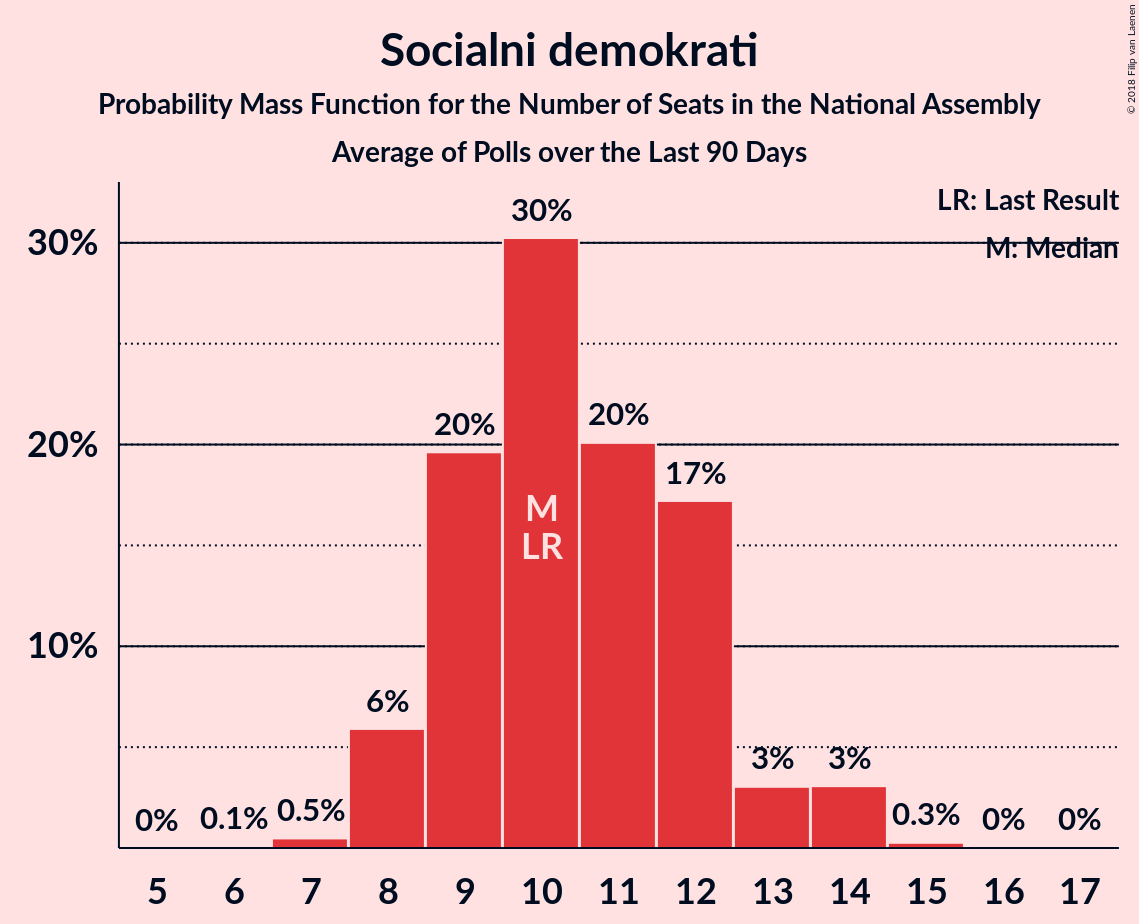 Socialni demokrati
Probability Mass Function for the Number of Seats in the National Assembly
Average of Polls over the Last 90 Days
© 2018 Filip van Laenen
LR: Last Result
M: Median
30%
20%
10%
0%
0.1%
0.5%
6%
20%
30%
20%
17%
3%
3%
0.3%
0%
0%
M
LR
5 6 7 8 9 10 11 12 13 14 15 16 17